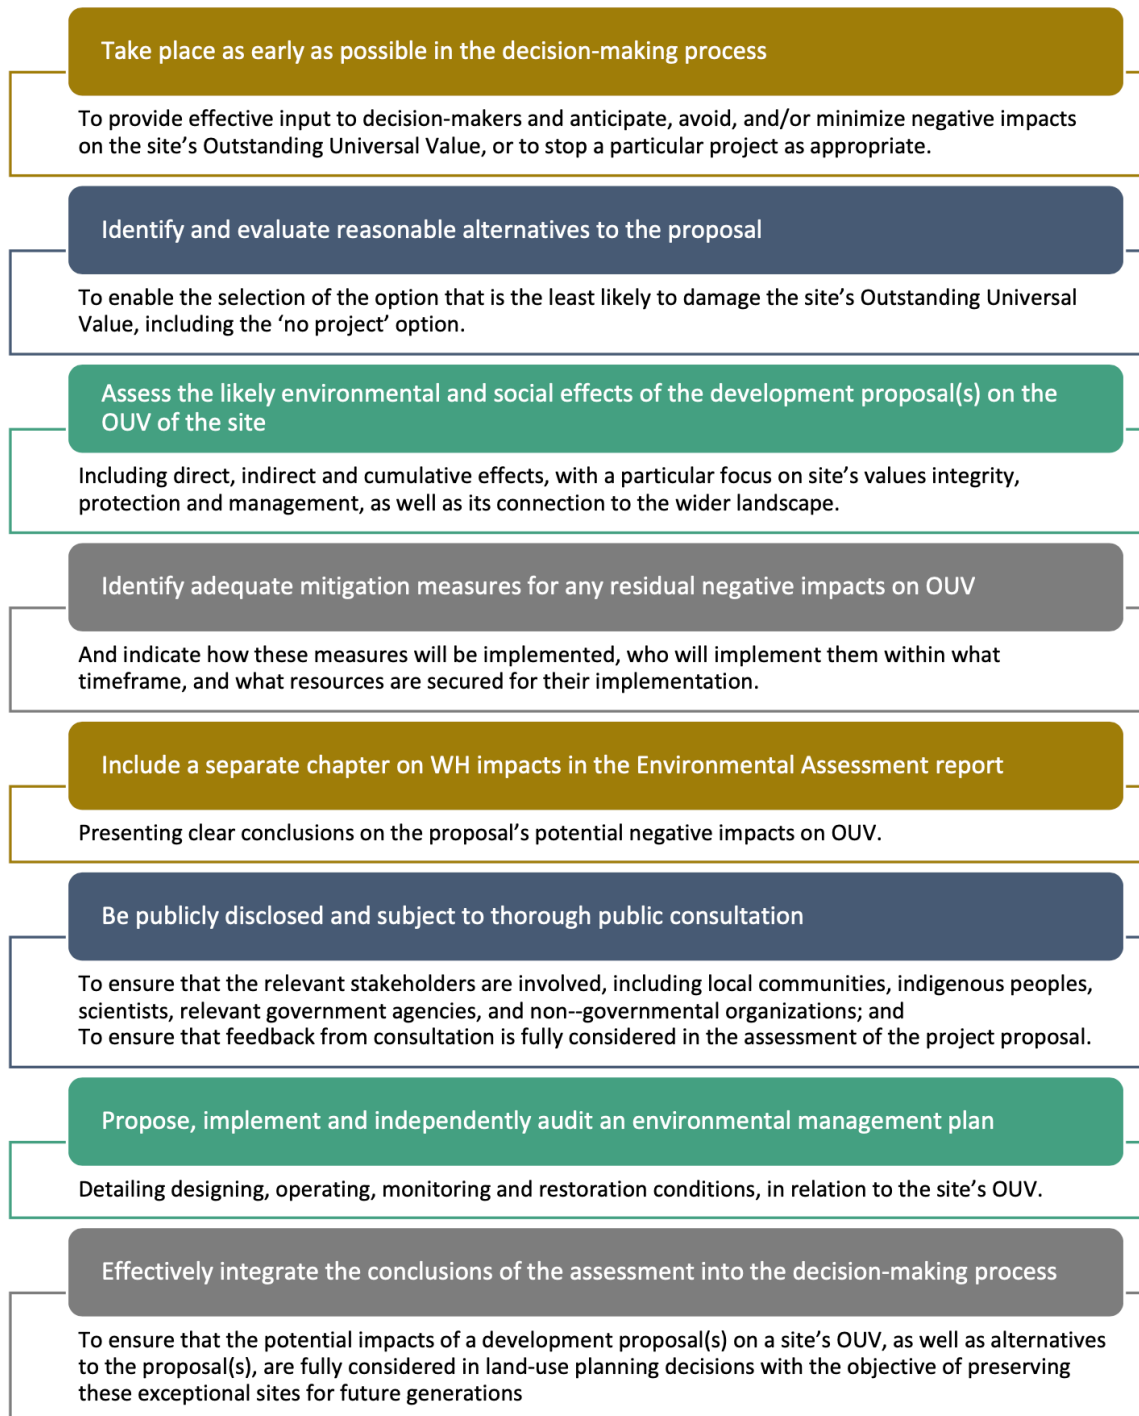 Take place as early as possible in the decision-making process
To provide effective input to decision-makers and anticipate, avoid, and/or minimize negative impacts
on the site’s Outstanding Universal Value, or to stop a particular project as appropriate.
Identify and evaluate reasonable alternatives to the proposal
To enable the selection of the option that is the least likely to damage the site’s Outstanding Universal
Value, including the ‘no project’ option.
Assess the likely environmental and social effects of the development proposal(s) on the
OUV of the site
Including direct, indirect and cumulative effects, with a particular focus on site’s values integrity,
protection and management, as well as its connection to the wider landscape.
Identify adequate mitigation measures for any residual negative impacts on OUV
And indicate how these measures will be implemented, who will implement them within what
timeframe, and what resources are secured for their implementation.
Include a separate chapter on WH impacts in the Environmental Assessment report
Presenting clear conclusions on the proposal’s potential negative impacts on OUV.
Be publicly disclosed and subject to thorough public consultation
To ensure that the relevant stakeholders are involved, including local communities, indigenous peoples,
scientists, relevant government agencies, and non--governmental organizations; and
To ensure that feedback from consultation is fully considered in the assessment of the project proposal.
Propose, implement and independently audit an environmental management plan
Detailing designing, operating, monitoring and restoration conditions, in relation to the site’s OUV.
Effectively integrate the conclusions of the assessment into the decision-making process
To ensure that the potential impacts of a development proposal(s) on a site’s OUV, as well as alternatives
to the proposal(s), are fully considered in land-use planning decisions with the objective of preserving
these exceptional sites for future generations